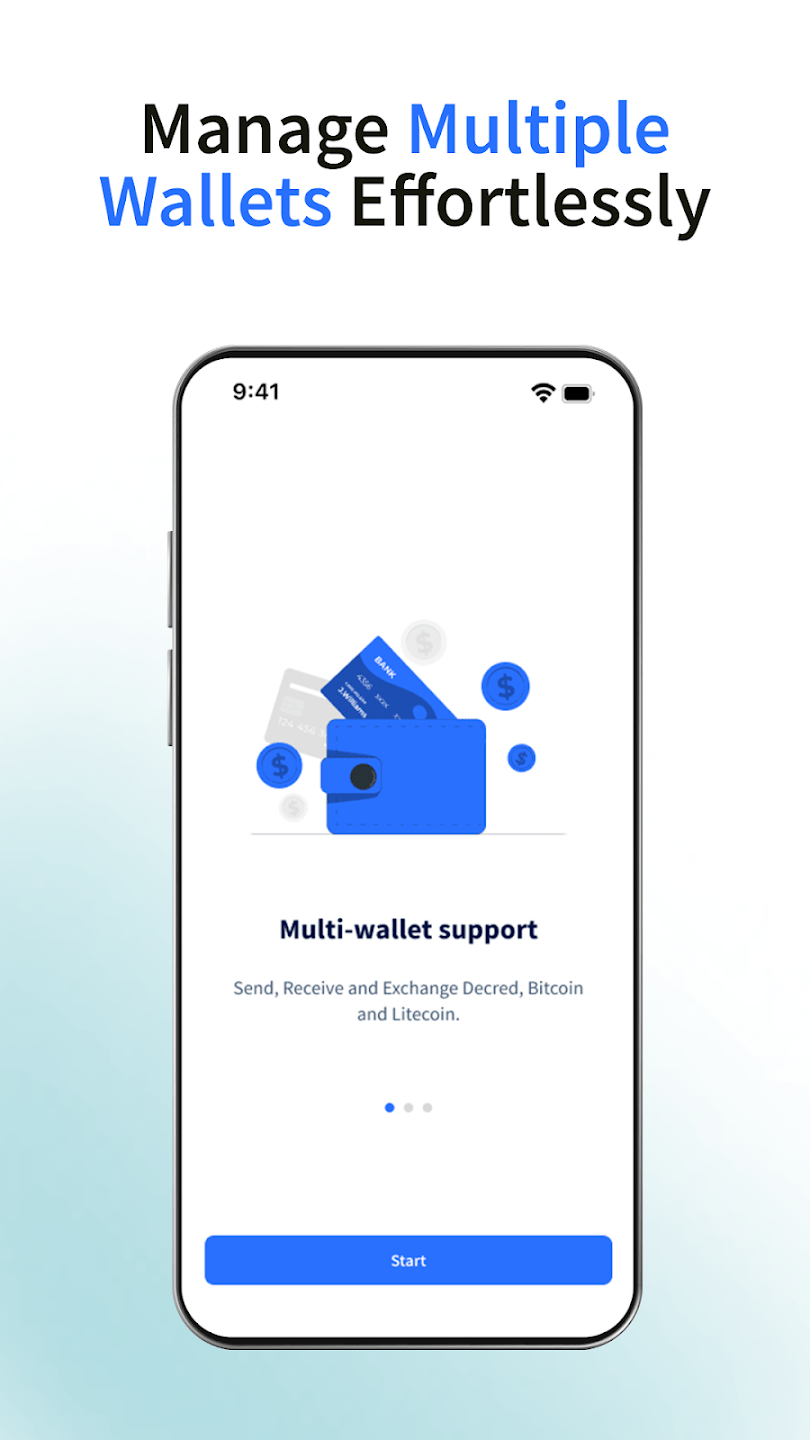 Manage Multiple
Wallets Effortlessly
9:41
BANK
4356
J.Williams
124 456
Multi-wallet support
Send, Receive and Exchange Decred, Bitcoin
and Litecoin.
Start